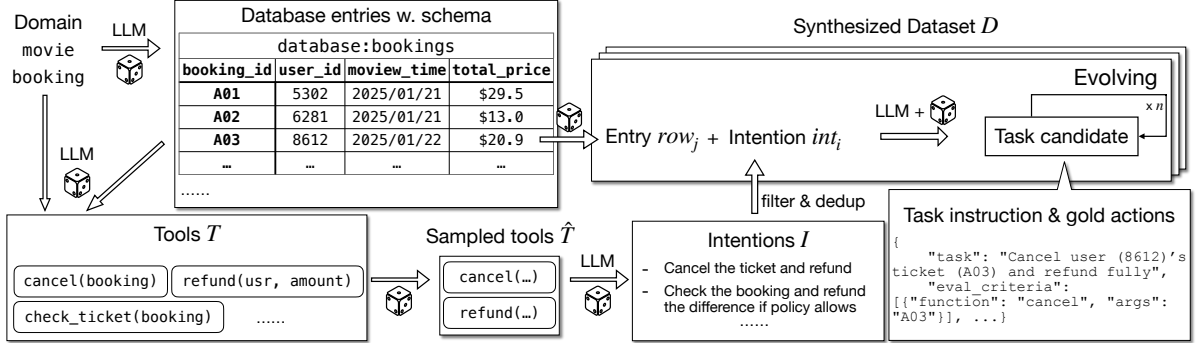 Domain
movie
booking
LLM
Database entries w. schema
database:bookings
booking_id user_id moview_time total_price
A01 5302 2025/01/21 $29.5
A02 6281 2025/01/21 $13.0
A03 8612 2025/01/22 $20.9
… … … …
......
LLM
Synthesized Dataset D
Evolving
x n
Entry row_j + Intention int_i
LLM +
Task candidate
filter & dedup
Tools T
cancel(booking)
refund(usr, amount)
check_ticket(booking)
......
Sampled tools T̂
cancel(…)
refund(…)
LLM
Intentions I
- Cancel the ticket and refund
- Check the booking and refund
the difference if policy allows
......
Task instruction & gold actions
{
"task": "Cancel user (8612)'s
ticket (A03) and refund fully",
"eval_criteria":
[{"function": "cancel", "args":
"A03"}], ...}